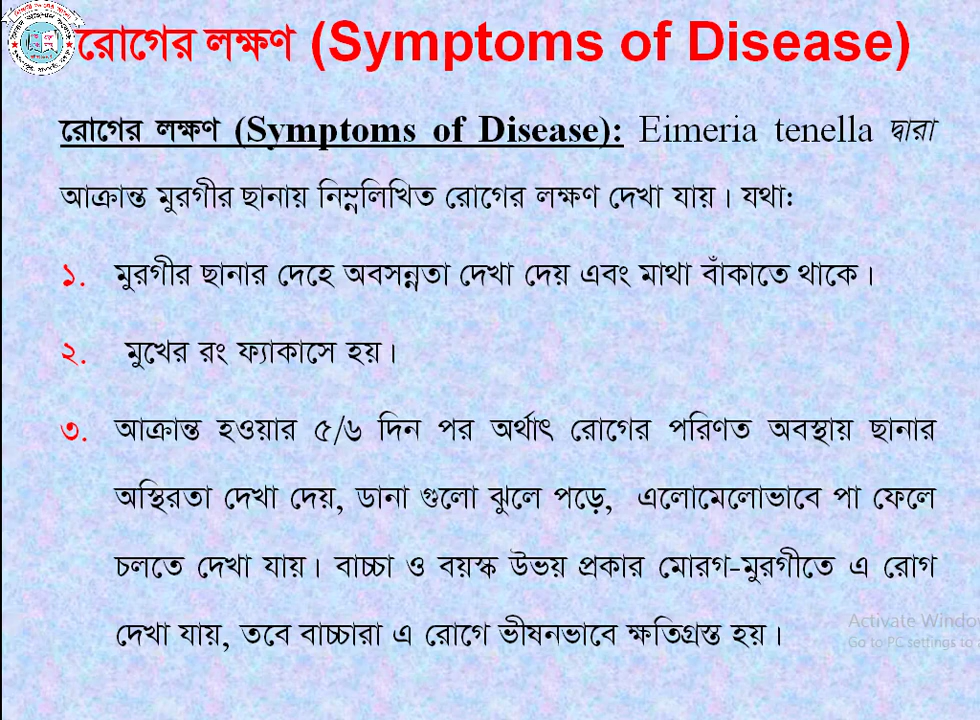 রোগের লক্ষণ (Symptoms of Disease)
রোগের লক্ষণ (Symptoms of Disease): Eimeria tenella দ্বারা
আক্রান্ত মুরগীর ছানায় নিম্নলিখিত রোগের লক্ষণ দেখা যায়। যথা:
১. মুরগীর ছানার দেহে অবসন্নতা দেখা দেয় এবং মাথা বাঁকাতে থাকে।
২. মুখের রং ফ্যাকাসে হয়।
৩. আক্রান্ত হওয়ার ৫/৬ দিন পর অর্থাৎ রোগের পরিণত অবস্থায় ছানার
অস্থিরতা দেখা দেয়, ডানা গুলো ঝুলে পড়ে, এলোমেলোভাবে পা ফেলে
চলতে দেখা যায়। বাচ্চা ও বয়স্ক উভয় প্রকার মোরগ-মুরগীতে এ রোগ
দেখা যায়, তবে বাচ্চারা এ রোগে ভীষনভাবে ক্ষতিগ্রস্ত হয়।
Activate Windo
Go to PC settings to